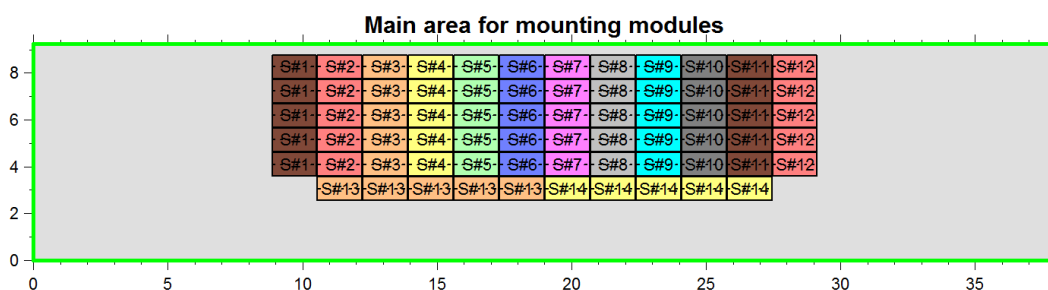 Main area for mounting modules
8 S#1 S#2 S#3 S#4 S#5 S#6 S#7 S#8 S#9 S#10 S#11 S#12
S#1 S#2 S#3 S#4 S#5 S#6 S#7 S#8 S#9 S#10 S#11 S#12
6 S#1 S#2 S#3 S#4 S#5 S#6 S#7 S#8 S#9 S#10 S#11 S#12
S#1 S#2 S#3 S#4 S#5 S#6 S#7 S#8 S#9 S#10 S#11 S#12
4 S#1 S#2 S#3 S#4 S#5 S#6 S#7 S#8 S#9 S#10 S#11 S#12
S#13 S#13 S#13 S#13 S#13 S#14 S#14 S#14 S#14 S#14
2
0
0 5 10 15 20 25 30 35